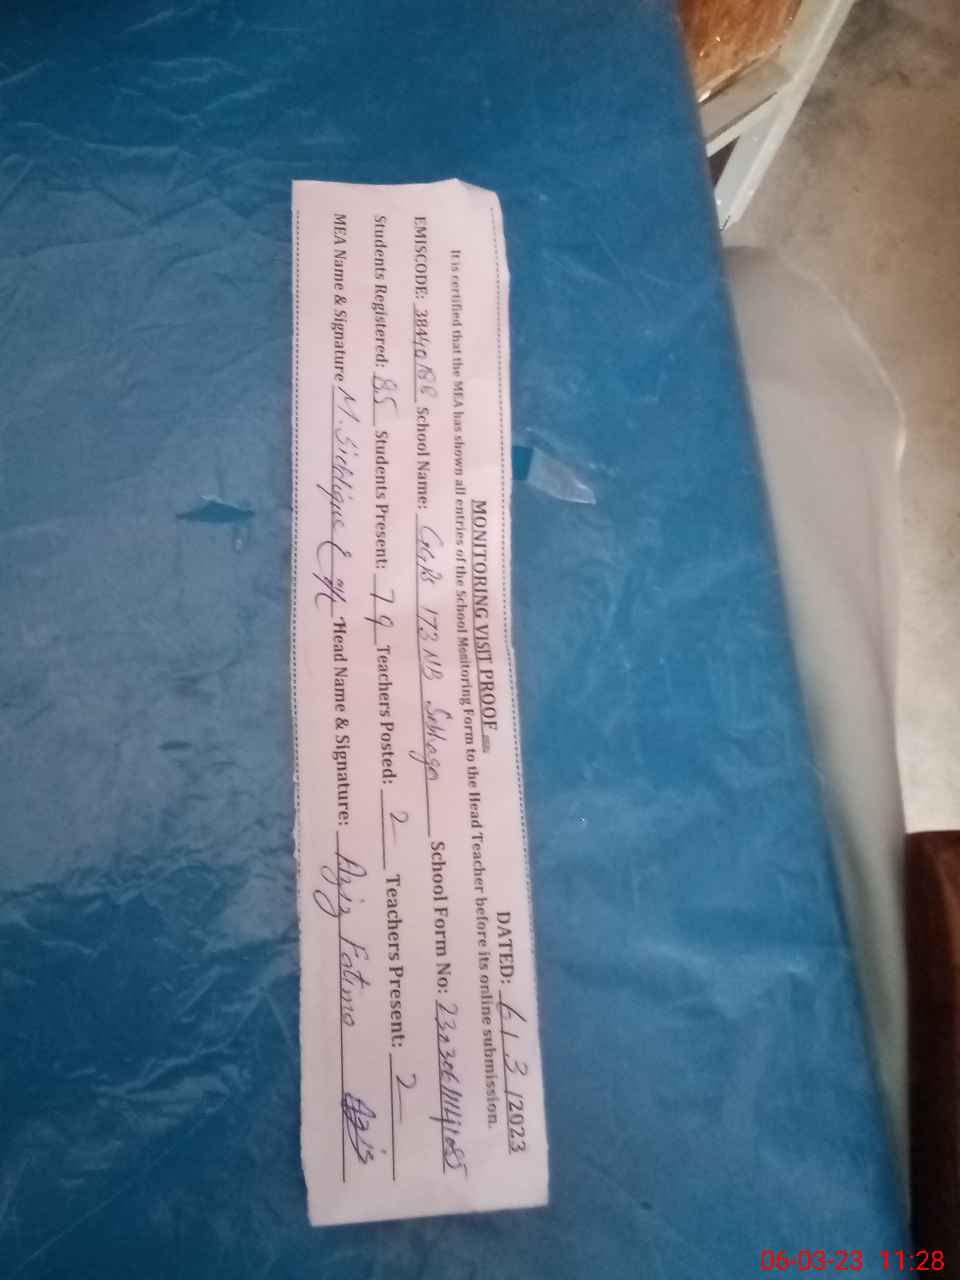 MONITORING VISIT PROOF
DATED: 6/3/2023
It is certified that the MEA has shown all entries of the School Monitoring Form to the Head Teacher before its online submission.
EMISCODE: 38440188 School Name: GGPS 173 NB School Form No:
Students Registered: 85 Students Present: 79 Teachers Posted: 2 Teachers Present: 2
MEA Name & Signature M. Siddique Head Name & Signature: Aziz Fatima Aziz
06-03-23 11:28